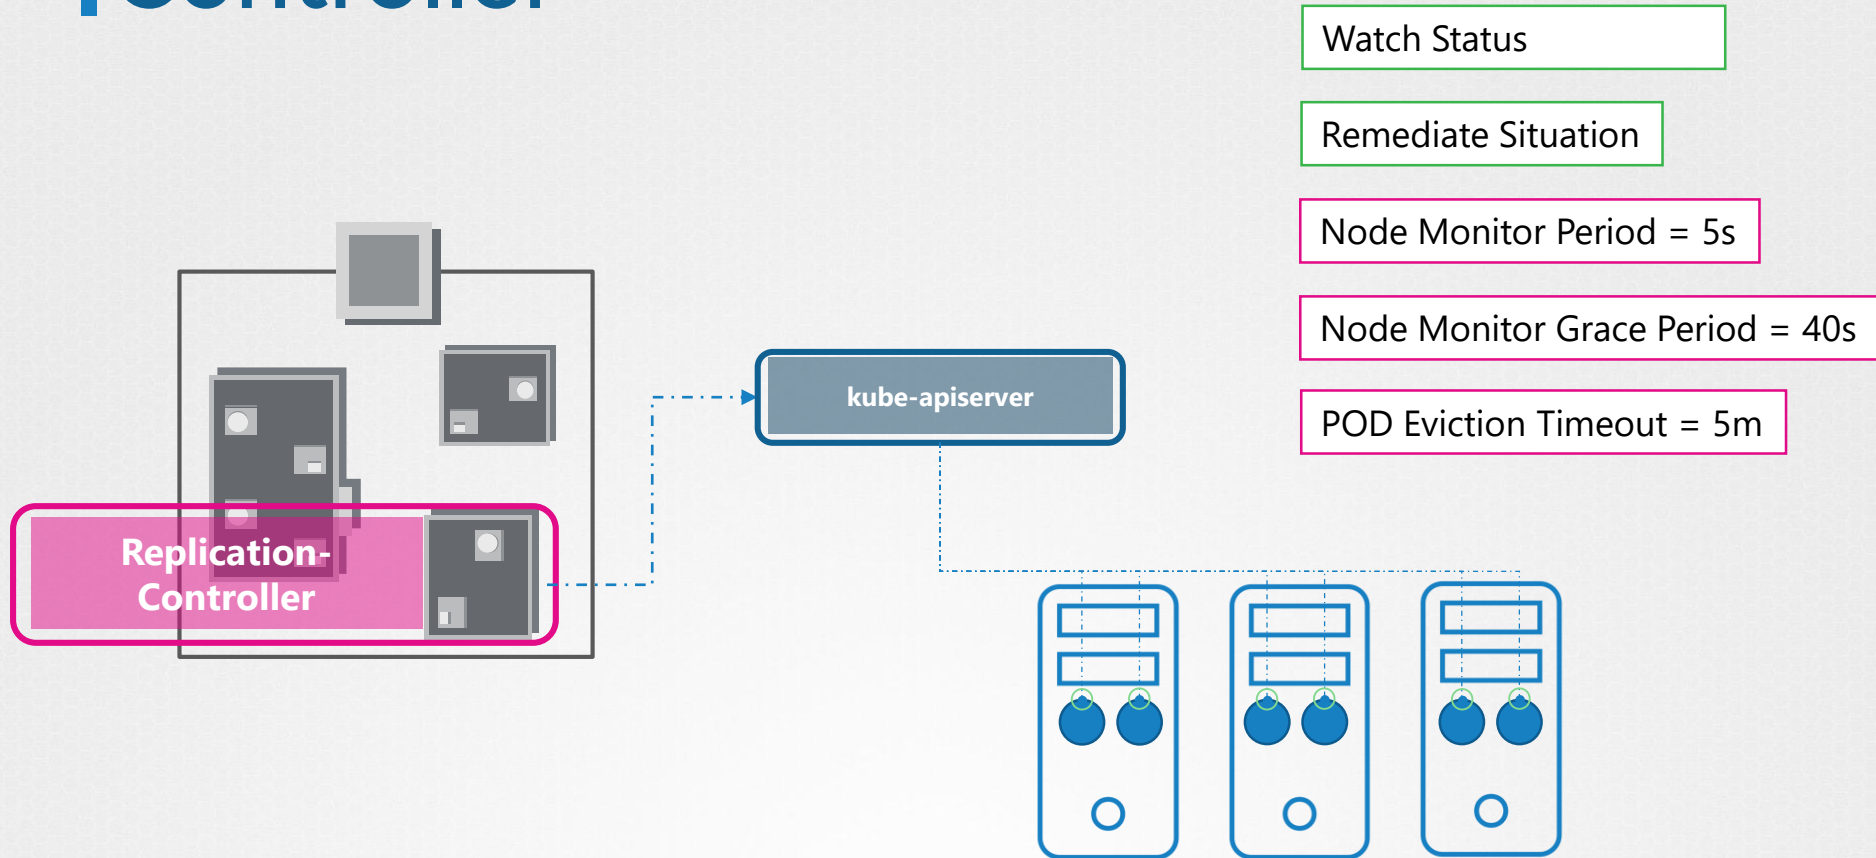 Controller
Watch Status
Remediate Situation
Node Monitor Period = 5s
Node Monitor Grace Period = 40s
POD Eviction Timeout = 5m
kube-apiserver
Replication-
Controller